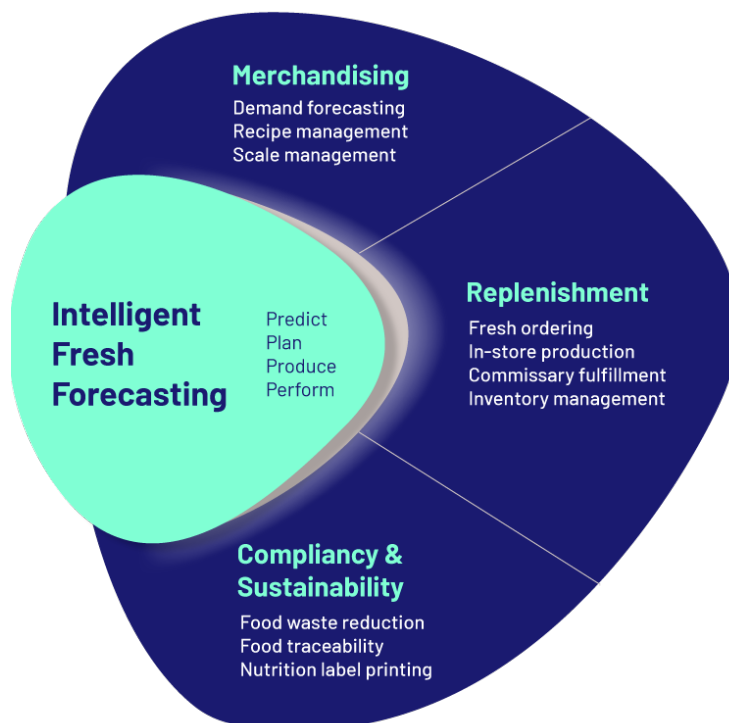 Merchandising
Demand forecasting
Recipe management
Scale management
Intelligent
Fresh
Forecasting
Predict
Plan
Produce
Perform
Replenishment
Fresh ordering
In-store production
Commissary fulfillment
Inventory management
Compliancy &
Sustainability
Food waste reduction
Food traceability
Nutrition label printing